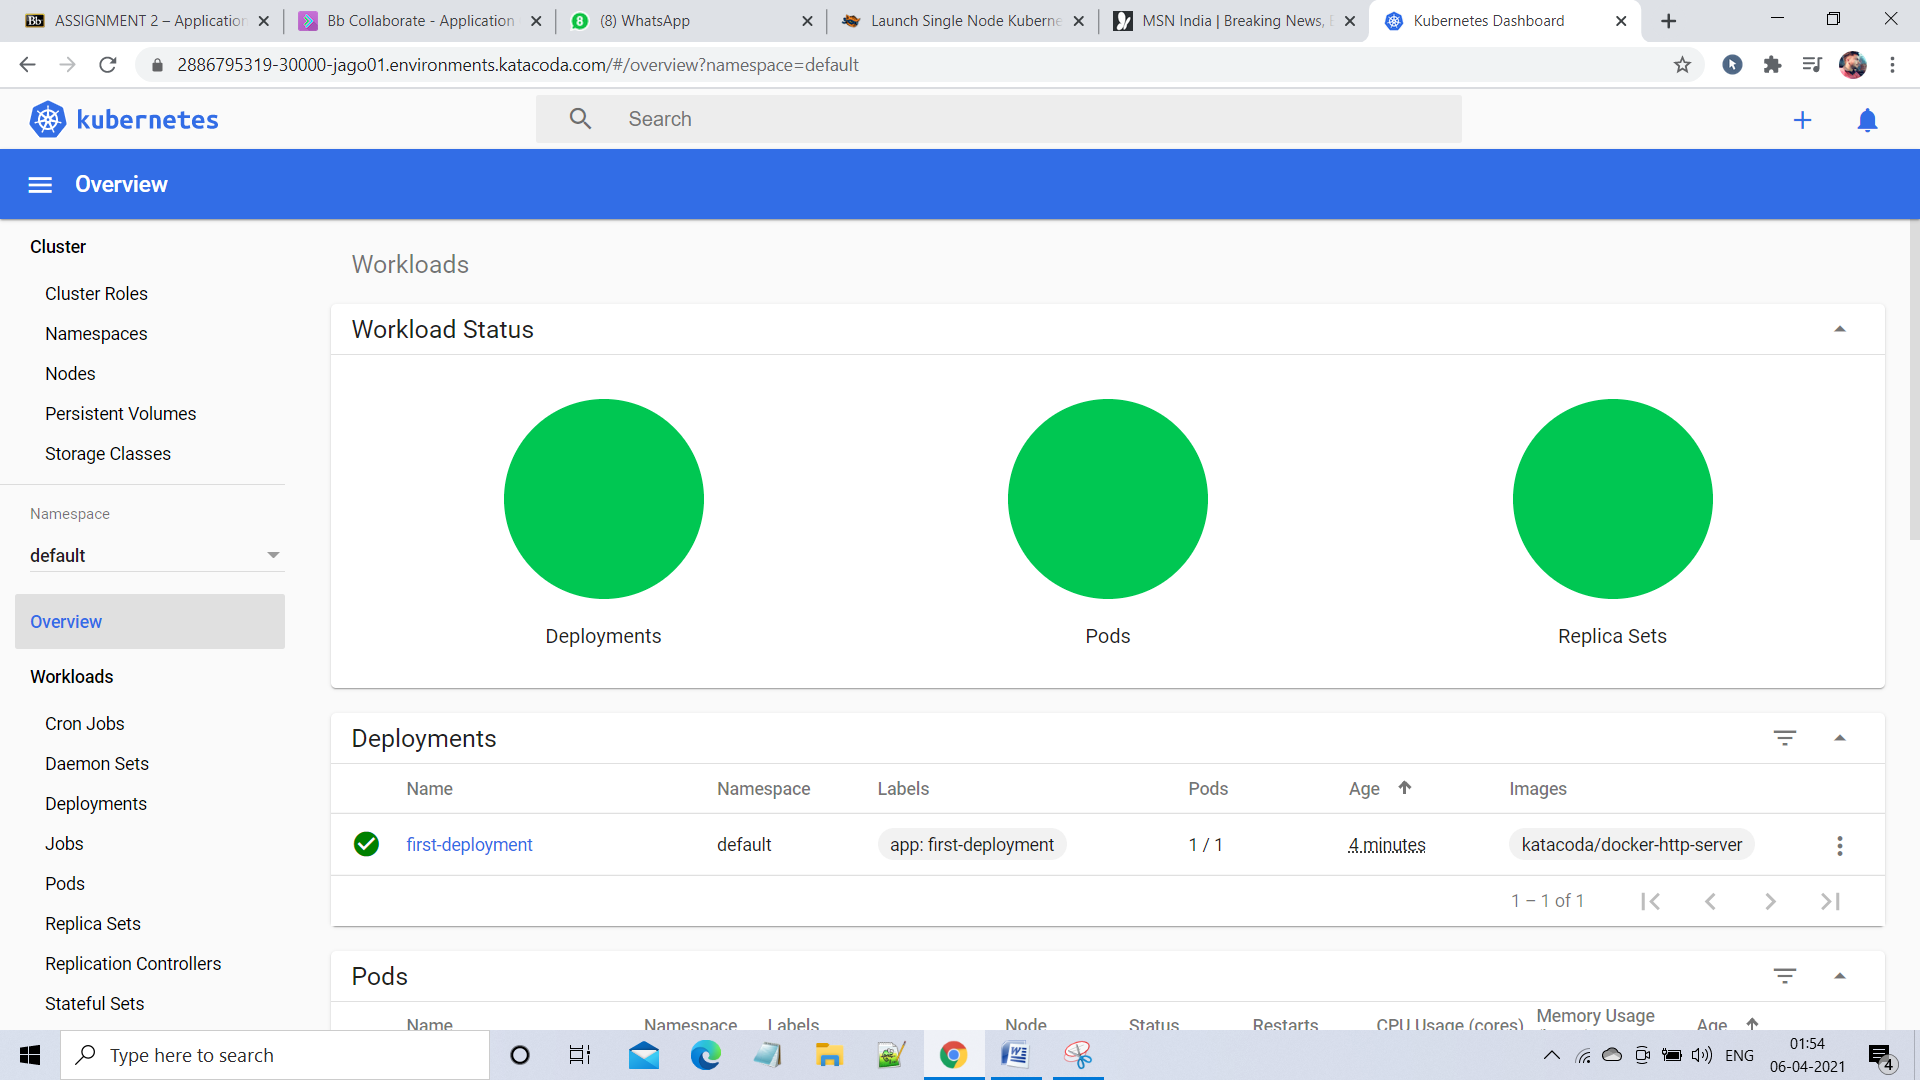 ASSIGNMENT 2 – Application
Bb Collaborate - Application
(8) WhatsApp
Launch Single Node Kuberne
MSN India | Breaking News, E
Kubernetes Dashboard
2886795319-30000-jago01.environments.katacoda.com/#/overview?namespace=default
kubernetes
Search
Overview
Cluster
Cluster Roles
Namespaces
Nodes
Persistent Volumes
Storage Classes
Namespace
default
Overview
Workloads
Cron Jobs
Daemon Sets
Deployments
Jobs
Pods
Replica Sets
Replication Controllers
Stateful Sets
Workloads
Workload Status
Deployments
Pods
Replica Sets
Deployments
Name Namespace Labels Pods Age Images
first-deployment default app: first-deployment 1 / 1 4 minutes katacoda/docker-http-server
1 – 1 of 1
Pods
Name Namespace Labels Node Status Restarts CPU Usage (cores) Memory Usage Age
Type here to search
ENG
01:54
06-04-2021
4